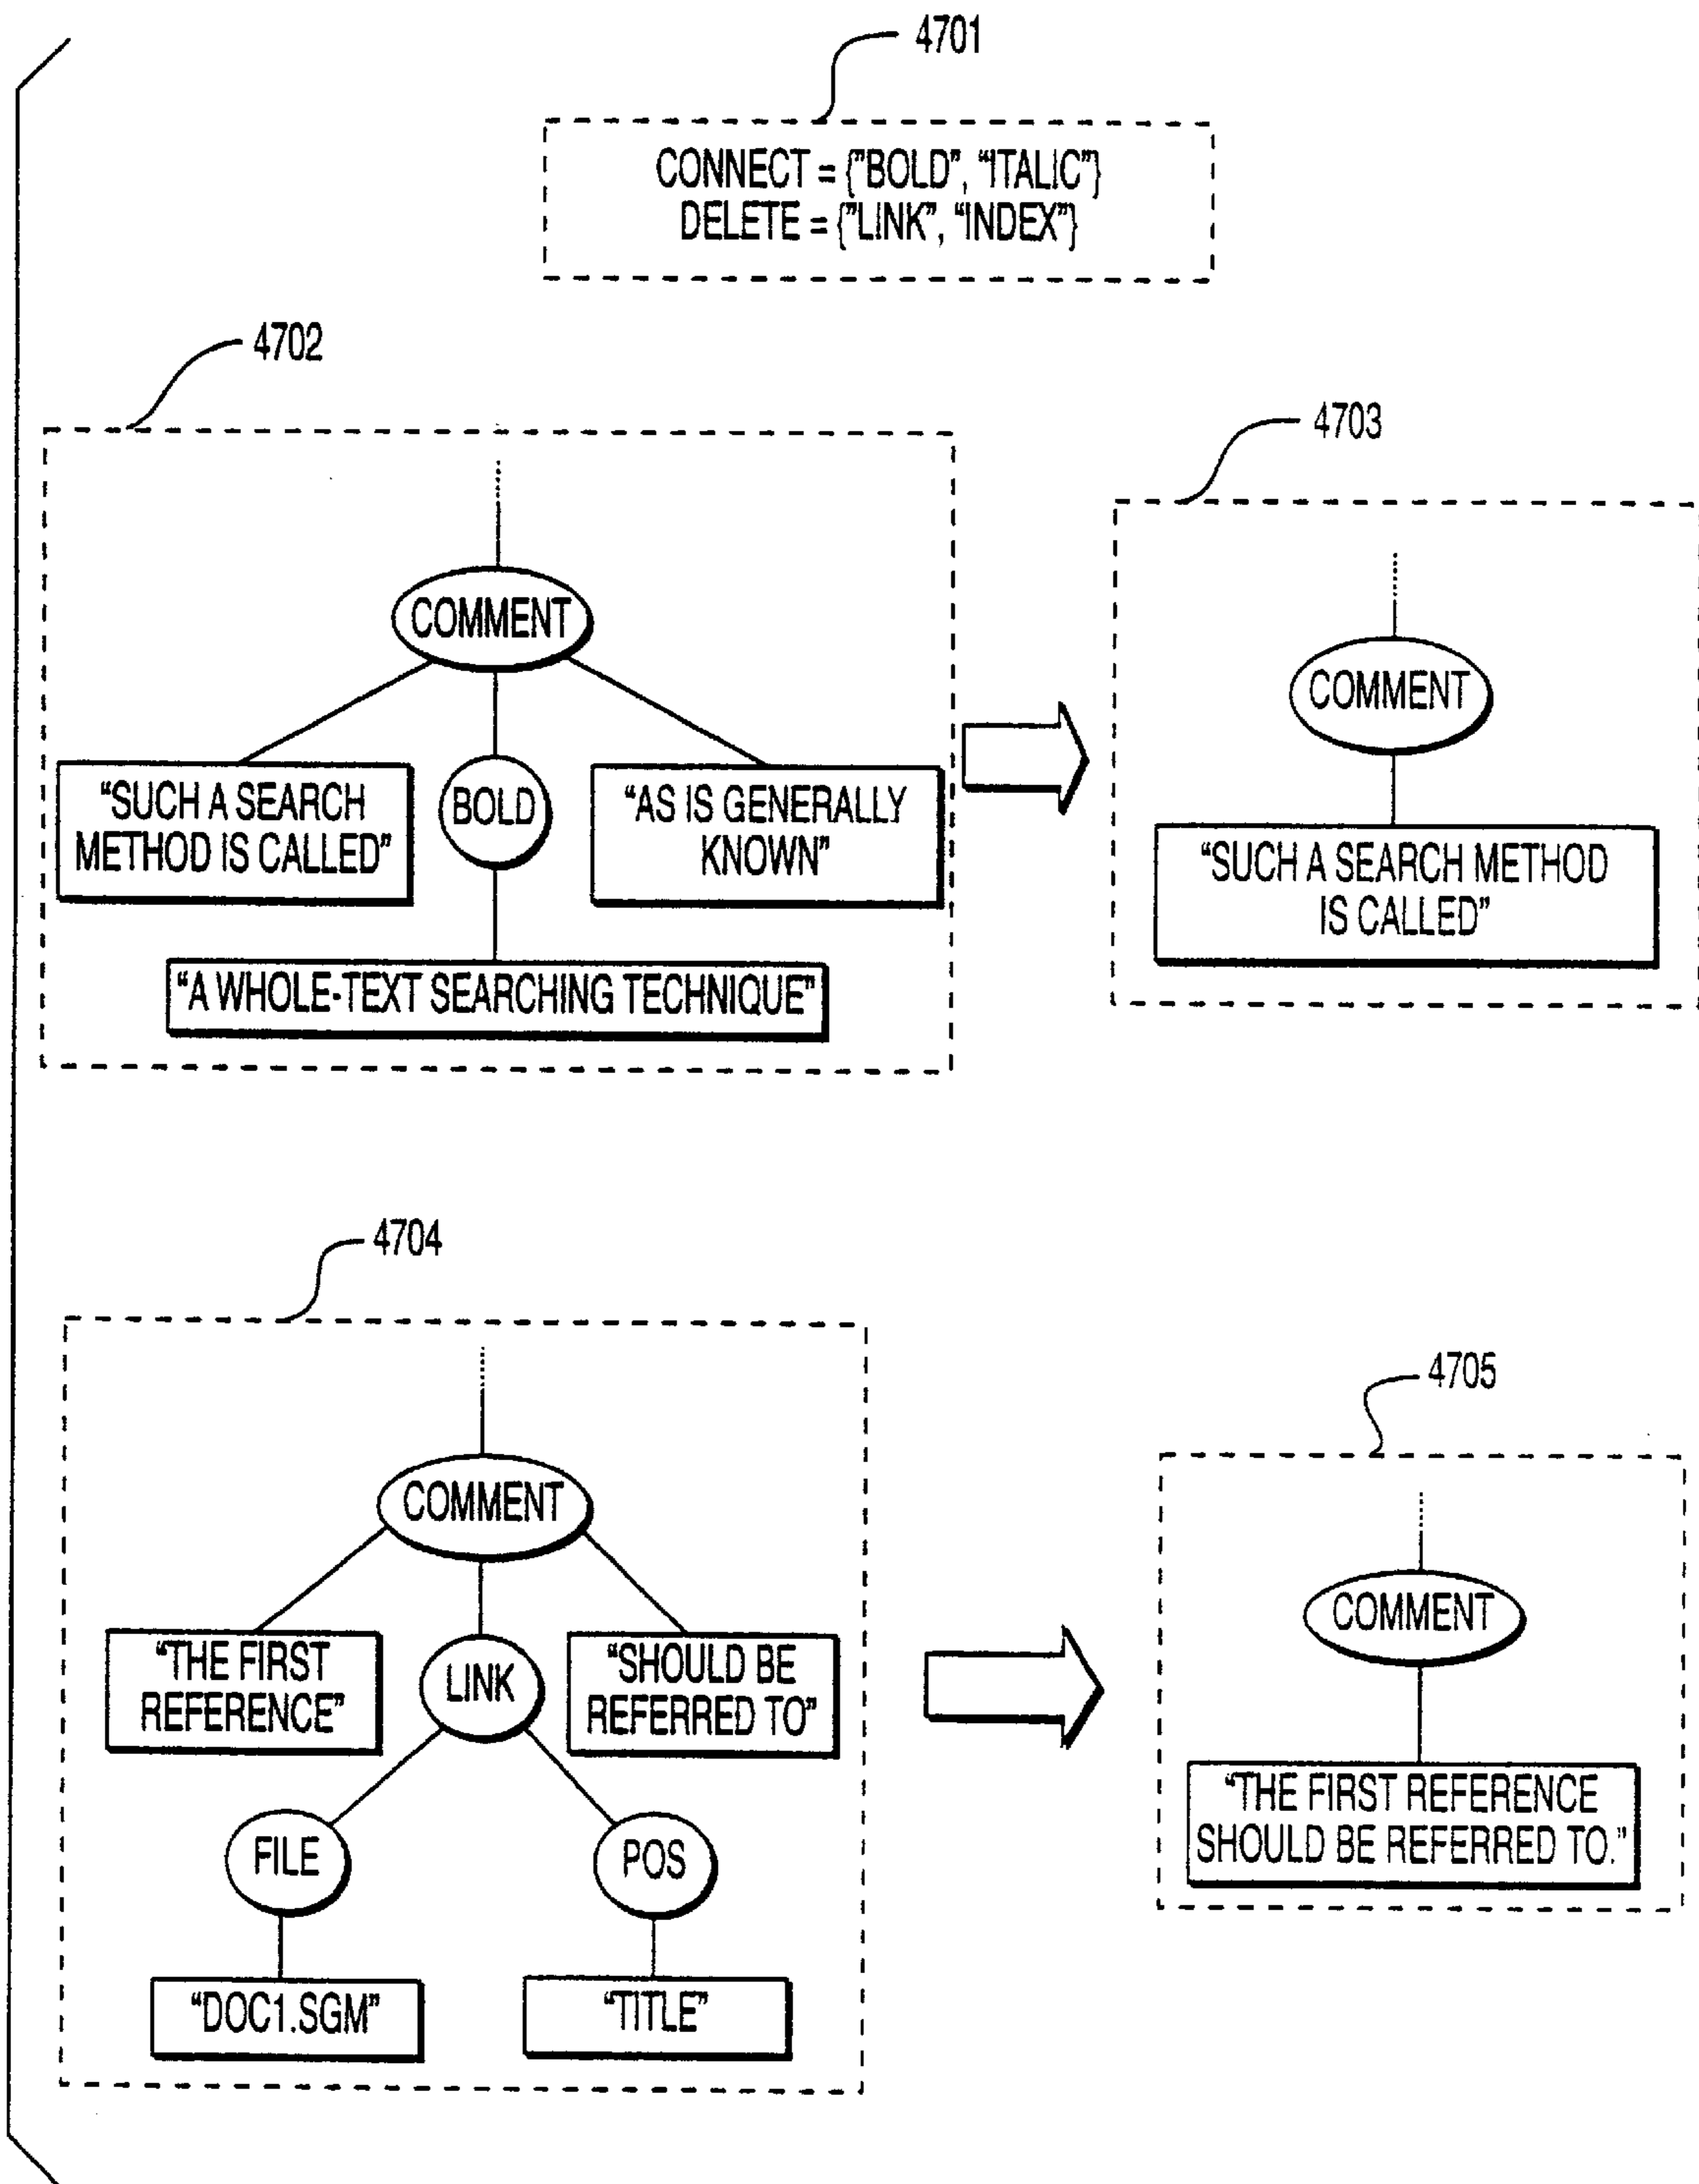 4701
CONNECT = {"BOLD", "ITALIC"}
DELETE = {"LINK", "INDEX"}
4702
COMMENT
"SUCH A SEARCH
METHOD IS CALLED"
BOLD
"AS IS GENERALLY
KNOWN"
"A WHOLE-TEXT SEARCHING TECHNIQUE"
4703
COMMENT
"SUCH A SEARCH METHOD
IS CALLED"
4704
COMMENT
"THE FIRST
REFERENCE"
LINK
"SHOULD BE
REFERRED TO"
FILE
POS
"DOC1.SGM"
"TITLE"
4705
COMMENT
"THE FIRST REFERENCE
SHOULD BE REFERRED TO."